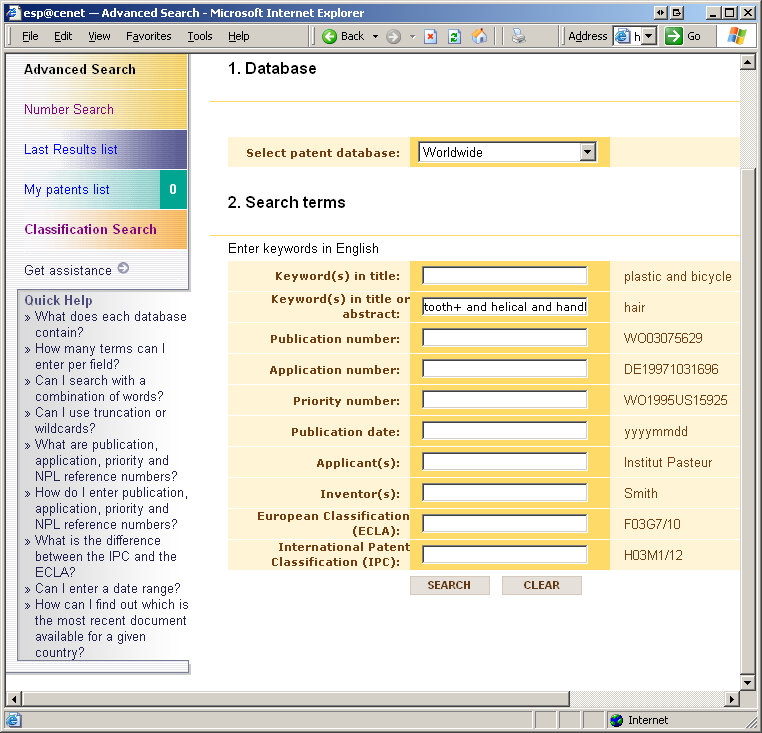 esp@cenet — Advanced Search - Microsoft Internet Explorer
File Edit View Favorites Tools Help Back Address h Go
Advanced Search
Number Search
Last Results list
My patents list 0
Classification Search
Get assistance
Quick Help
» What does each database
contain?
» How many terms can I
enter per field?
» Can I search with a
combination of words?
» Can I use truncation or
wildcards?
» What are publication,
application, priority and
NPL reference numbers?
» How do I enter publication,
application, priority and
NPL reference numbers?
» What is the difference
between the IPC and the
ECLA?
» Can I enter a date range?
» How can I find out which is
the most recent document
available for a given
country?
1. Database
Select patent database: Worldwide
2. Search terms
Enter keywords in English
Keyword(s) in title: plastic and bicycle
Keyword(s) in title or
abstract: tooth+ and helical and handl hair
Publication number: WO03075629
Application number: DE19971031696
Priority number: WO1995US15925
Publication date: yyyymmdd
Applicant(s): Institut Pasteur
Inventor(s): Smith
European Classification
(ECLA): F03G7/10
International Patent
Classification (IPC): H03M1/12
SEARCH CLEAR
Internet